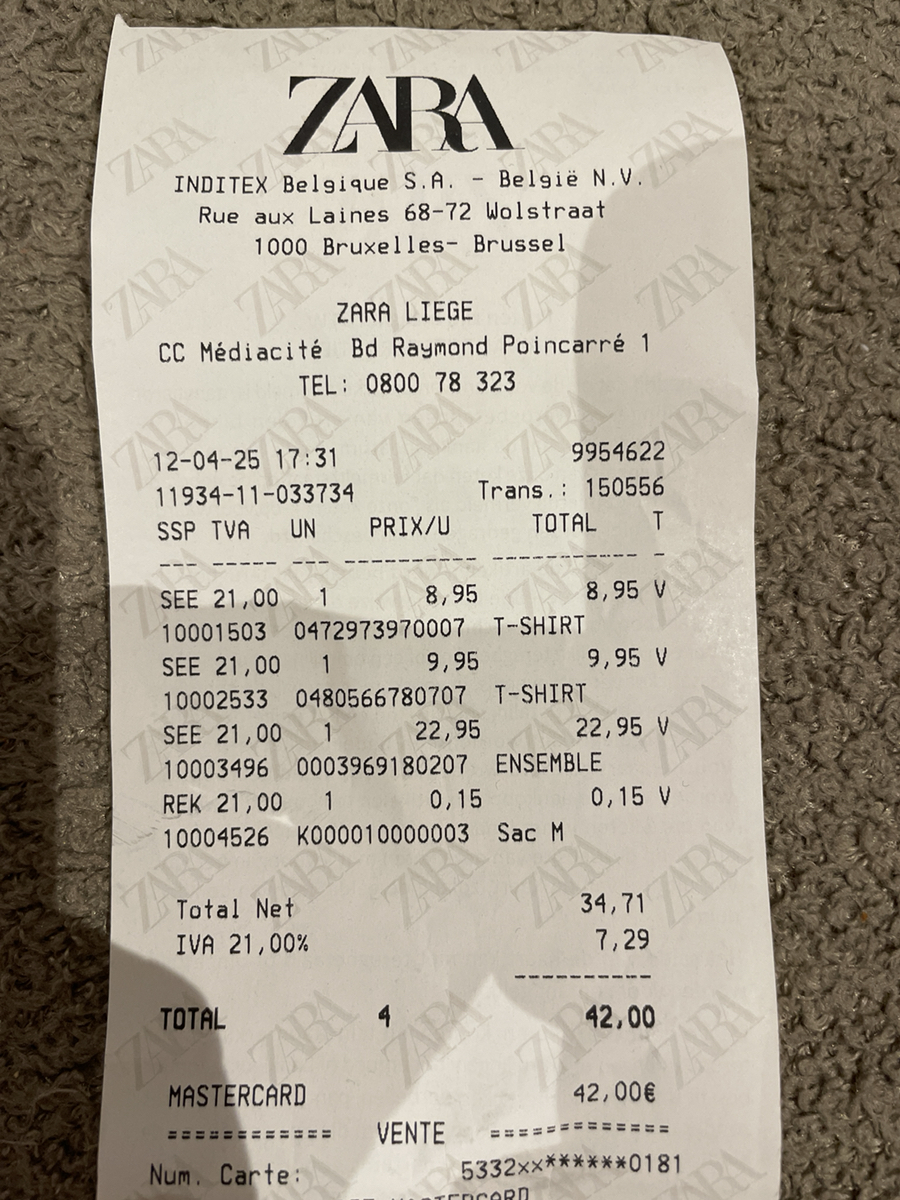 ZARA
INDITEX Belgique S.A. - België N.V.
Rue aux Laines 68-72 Wolstraat
1000 Bruxelles- Brussel
ZARA LIEGE
CC Médiacité Bd Raymond Poincarré 1
TEL: 0800 78 323
12-04-25 17:31 9954622
11934-11-033734 Trans.: 150556
SSP TVA UN PRIX/U TOTAL T
--- ----- --- ---------- ----------- -
SEE 21,00 1 8,95 8,95 V
10001503 0472973970007 T-SHIRT
SEE 21,00 1 9,95 9,95 V
10002533 0480566780707 T-SHIRT
SEE 21,00 1 22,95 22,95 V
10003496 0003969180207 ENSEMBLE
REK 21,00 1 0,15 0,15 V
10004526 K000010000003 Sac M
Total Net 34,71
IVA 21,00% 7,29
----------
TOTAL 4 42,00
MASTERCARD 42,00€
============ VENTE =============
Num. Carte: 5332xx******0181
MASTERCARD